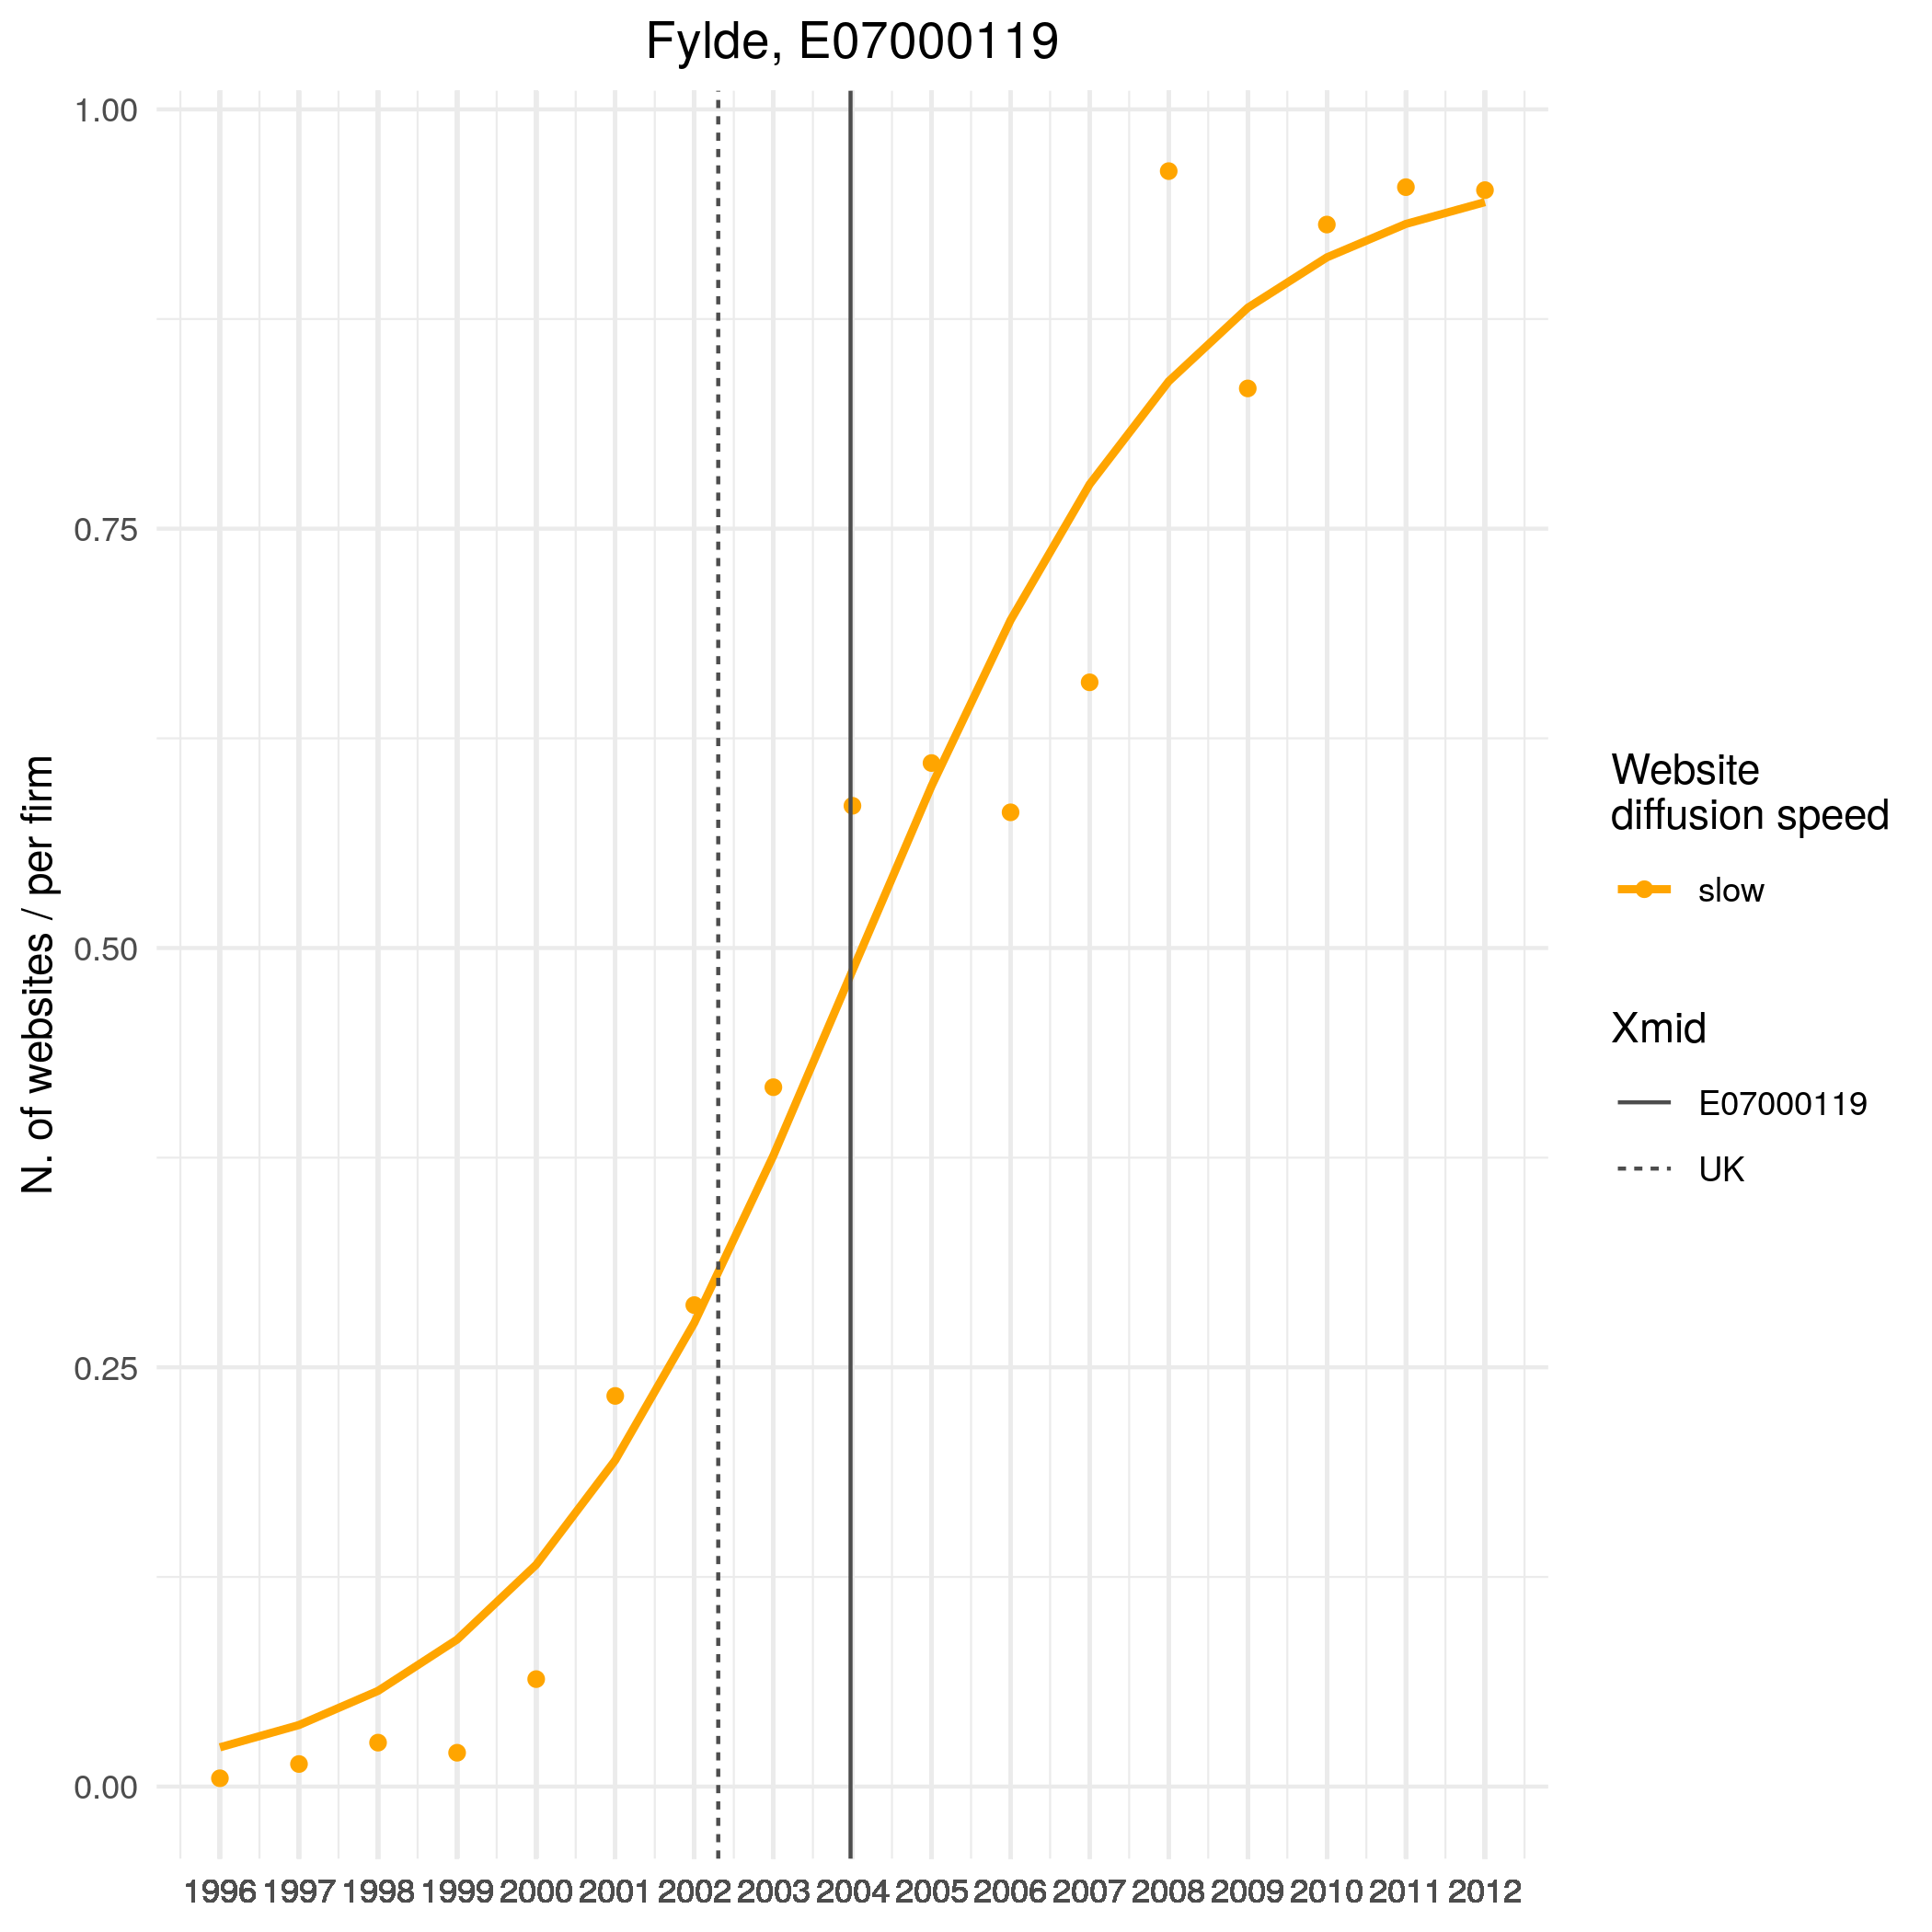 Fylde, E07000119
1.00
0.75
0.50
0.25
0.00
N. of websites / per firm
1996 1997 1998 1999 2000 2001 2002 2003 2004 2005 2006 2007 2008 2009 2010 2011 2012
Website
diffusion speed
slow
Xmid
E07000119
UK